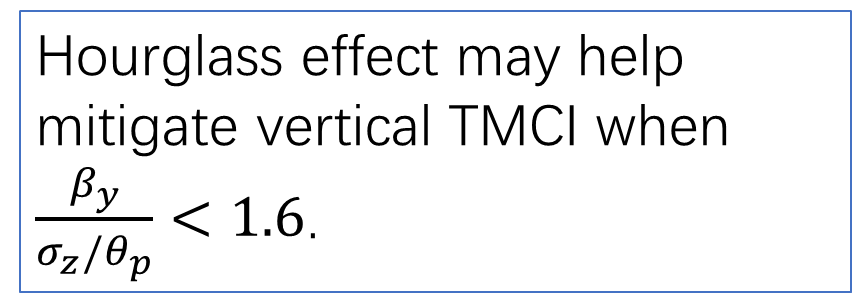 Hourglass effect may help
mitigate vertical TMCI when
β_y / (σ_z/θ_p) < 1.6.